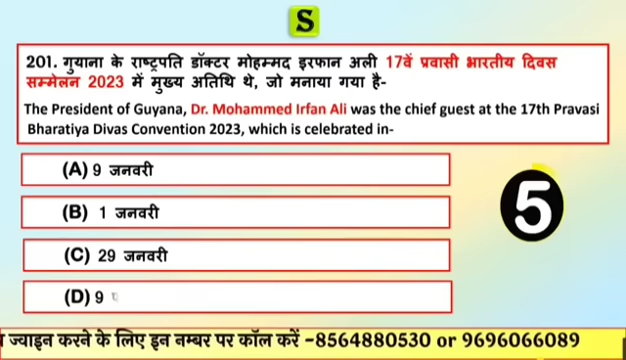 S
201. गुयाना के राष्ट्रपति डॉक्टर मोहम्मद इरफान अली 17वें प्रवासी भारतीय दिवस
सम्मेलन 2023 में मुख्य अतिथि थे, जो मनाया गया है-
The President of Guyana, Dr. Mohammed Irfan Ali was the chief guest at the 17th Pravasi
Bharatiya Divas Convention 2023, which is celebrated in-
(A) 9 जनवरी
(B) 1 जनवरी
(C) 29 जनवरी
(D) 9
5
ज्वाइन करने के लिए इन नम्बर पर कॉल करें -8564880530 or 9696066089